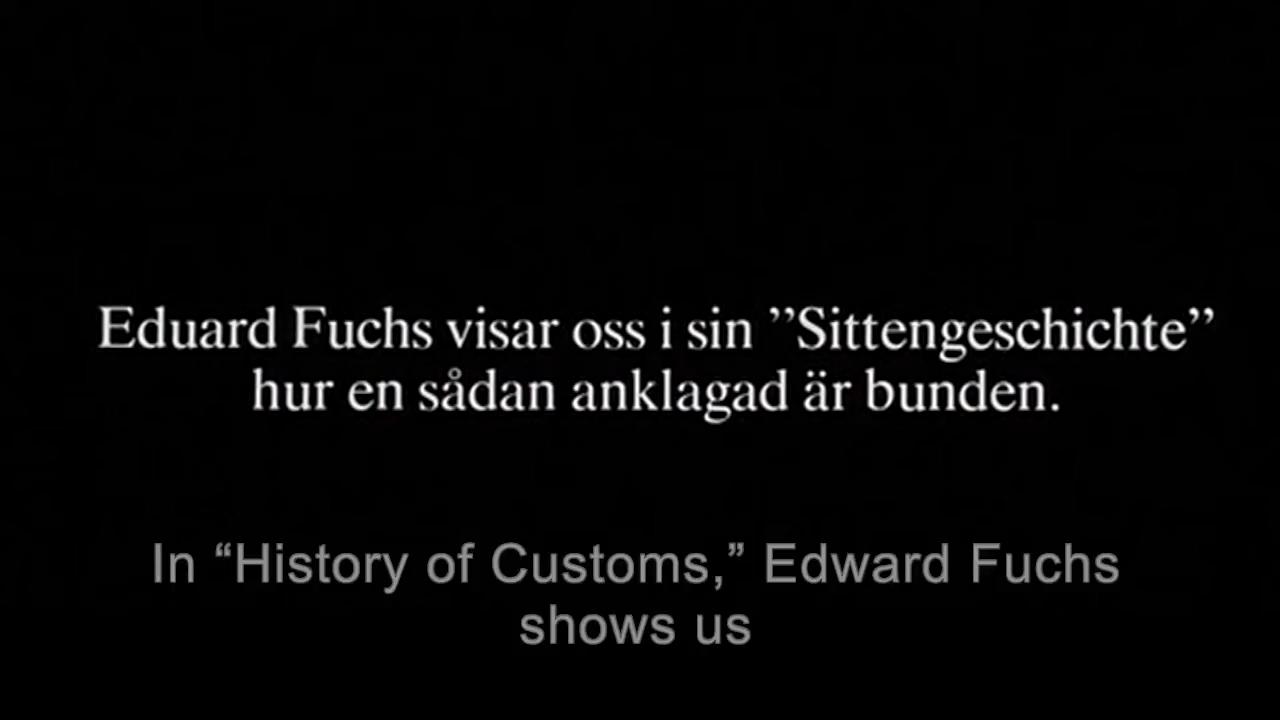 Eduard Fuchs visar oss i sin ”Sittengeschichte”
hur en sådan anklagad är bunden.
In “History of Customs,” Edward Fuchs
shows us